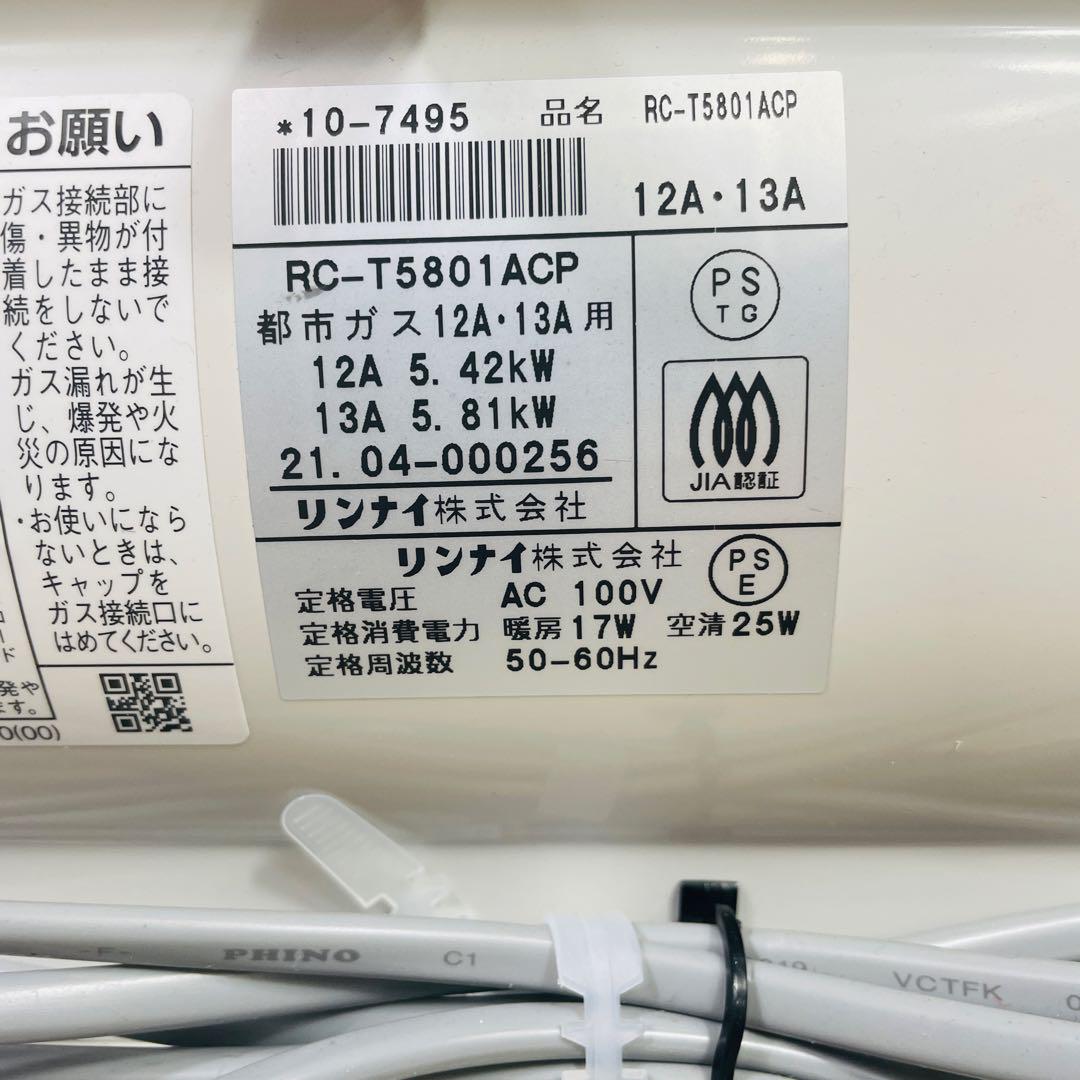 お願い
ガス接続部に
傷・異物が付
着したまま接
続をしないで
ください。
ガス漏れが生
じ、爆発や火
災の原因にな
ります。
・お使いになら
ないときは、
キャップを
ガス接続口に
はめてください。
ド
発や
ます。
0(00)
*10-7495 品名 RC-T5801ACP
12A・13A
RC-T5801ACP
都市ガス12A・13A用
12A 5.42kW
13A 5.81kW
21.04-000256
リンナイ株式会社
PS
TG
JIA認証
リンナイ株式会社
PS
E
定格電圧 AC 100V
定格消費電力 暖房17W 空清25W
定格周波数 50-60Hz
-F- PHINO C1 VCTFK